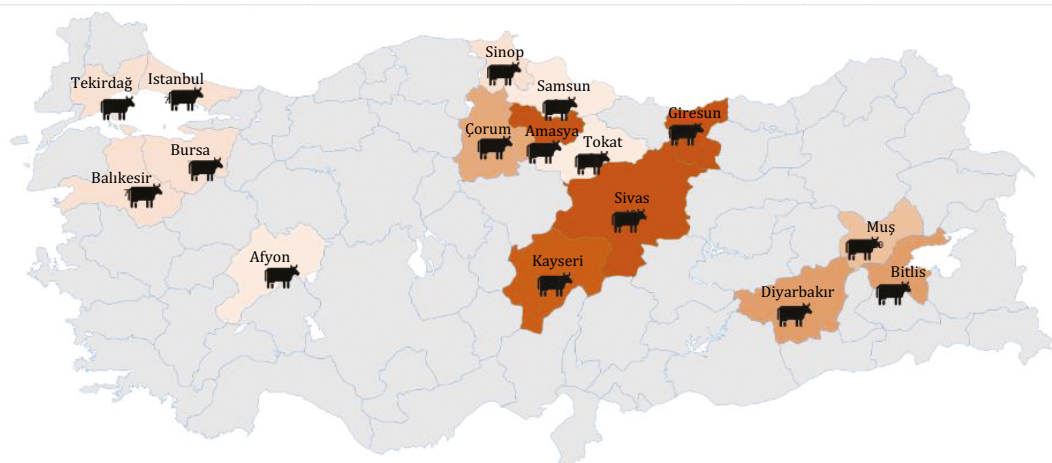 Sinop
Tekirdağ
Istanbul
Samsun
Giresun
Çorum
Amasya
Tokat
Bursa
Balıkesir
Sivas
Muş
Afyon
Kayseri
Bitlis
Diyarbakır